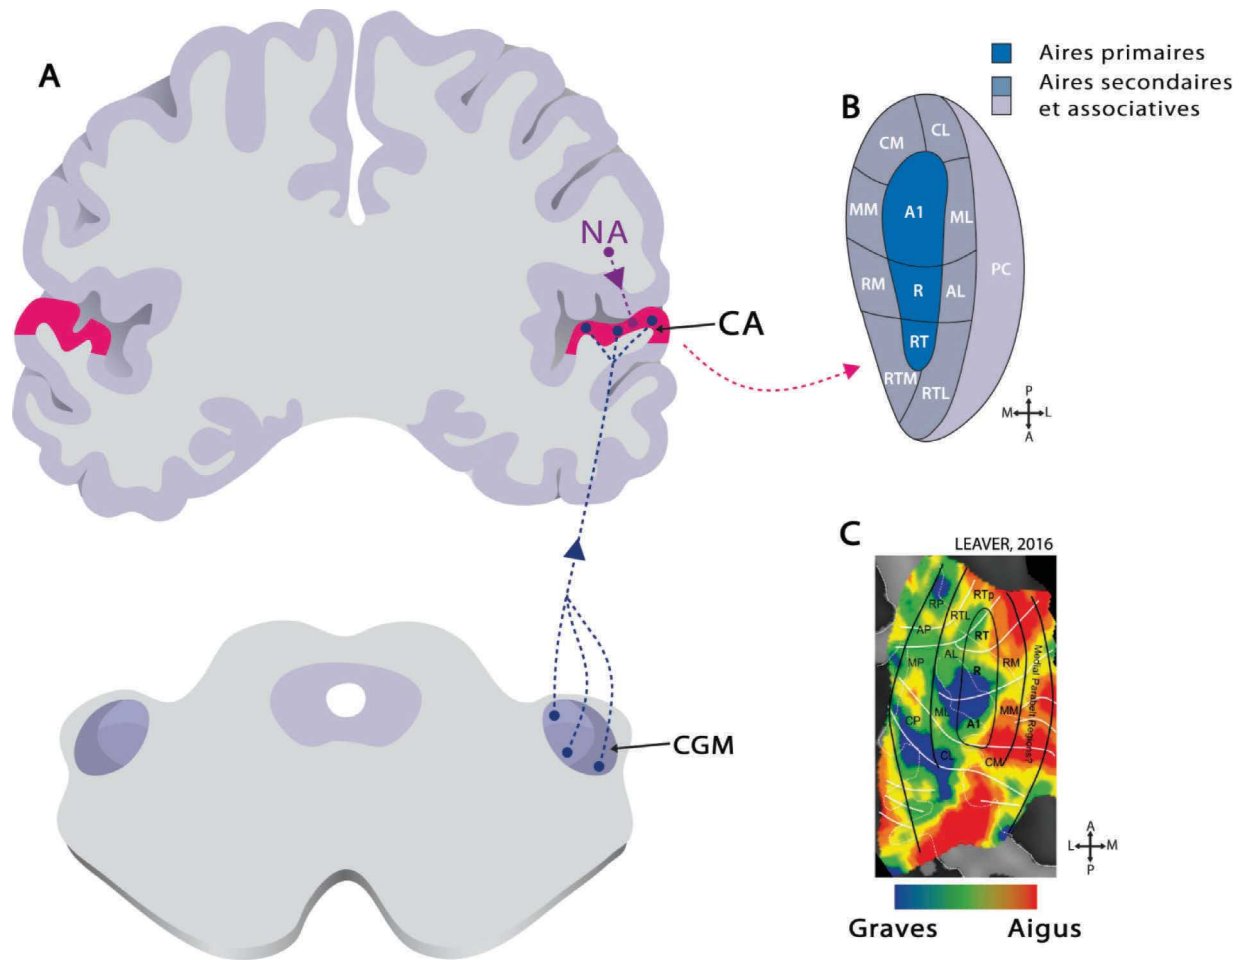 A
NA
CA
CGM
Aires primaires
Aires secondaires
et associatives
B
CM
CL
MM
A1
ML
RM
R
AL
PC
RT
RTM
RTL
P
M
L
A
C
LEAVER, 2016
RP
RTp
RTL
AP
RT
AL
MP
R
RM
ML
MM
CP
A1
CL
CM
Medial Parabelt Regions?
A
L
M
P
Graves
Aigus